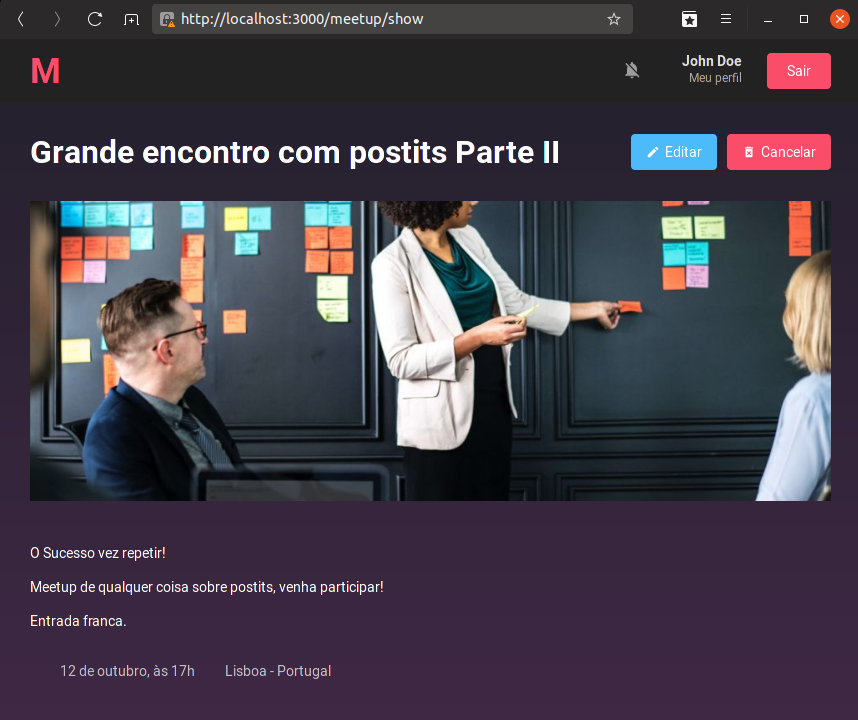 http://localhost:3000/meetup/show
M
John Doe
Meu perfil
Sair
Grande encontro com postits Parte II
Editar
Cancelar
O Sucesso vez repetir!
Meetup de qualquer coisa sobre postits, venha participar!
Entrada franca.
12 de outubro, às 17h
Lisboa - Portugal